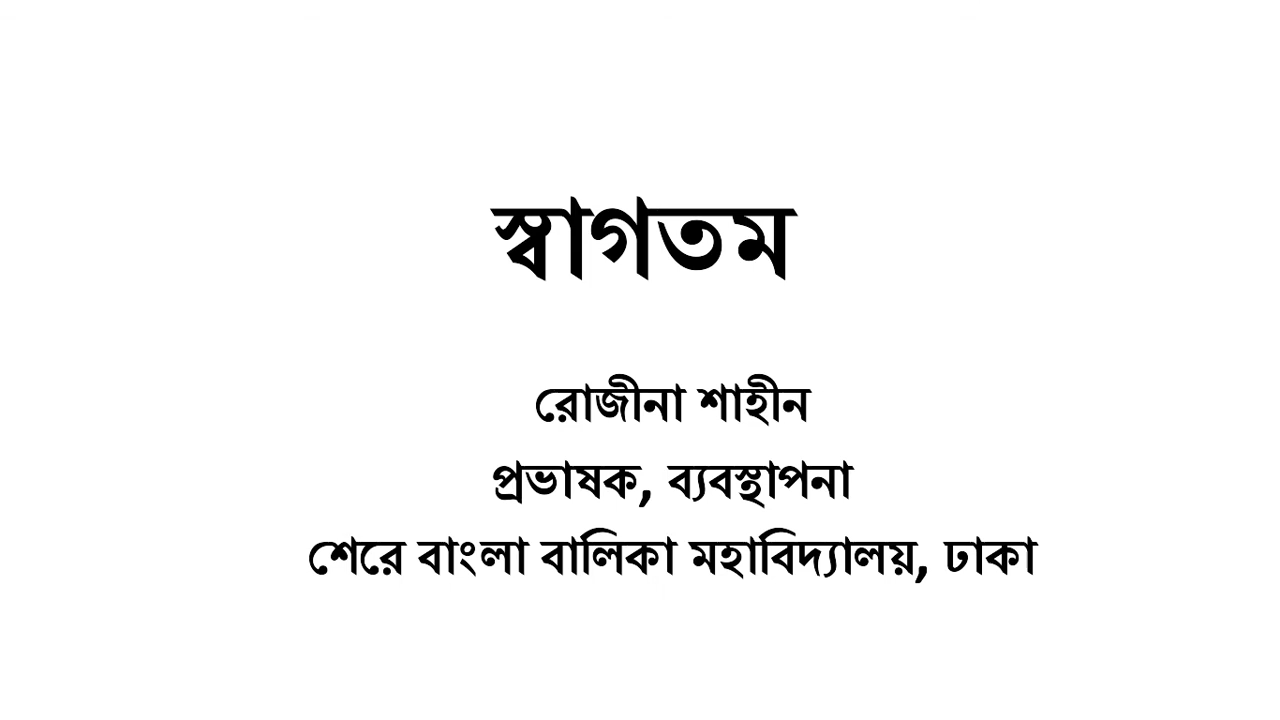 স্বাগতম
রোজীনা শাহীন
প্রভাষক, ব্যবস্থাপনা
শেরে বাংলা বালিকা মহাবিদ্যালয়, ঢাকা